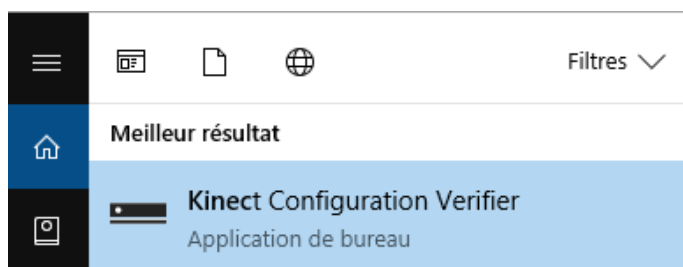 Filtres
Meilleur résultat
Kinect Configuration Verifier
Application de bureau